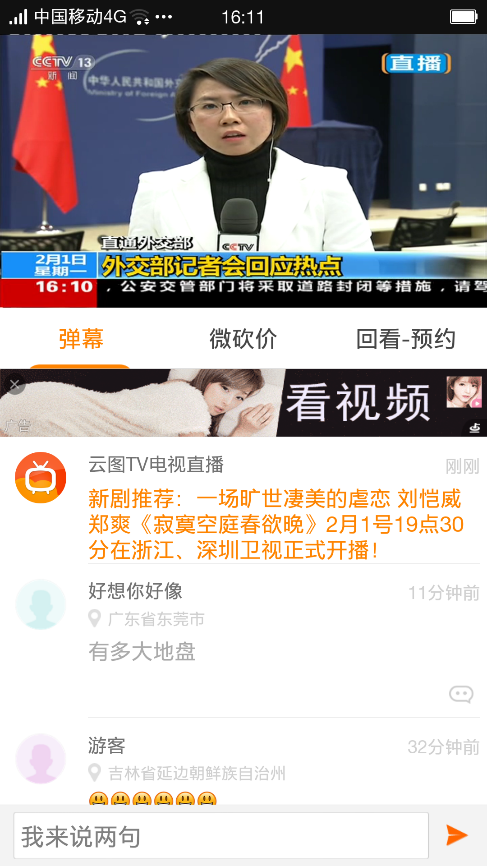 中国移动4G
16:11
CCTV 13
新闻
中华人民共和国外交
Ministry of Foreign Affai
直播
CCTV
直通外交部
2月1日
星期一
外交部记者会回应热点
16:10
，公安交管部门将采取道路封闭等措施，请驾
弹幕
微砍价
回看-预约
看视频
广告
云图TV电视直播
刚刚
新剧推荐：一场旷世凄美的虐恋 刘恺威
郑爽《寂寞空庭春欲晚》2月1号19点30
分在浙江、深圳卫视正式开播！
好想你好像
11分钟前
广东省东莞市
有多大地盘
游客
32分钟前
吉林省延边朝鲜族自治州
😃😃😃😃😃😃
我来说两句